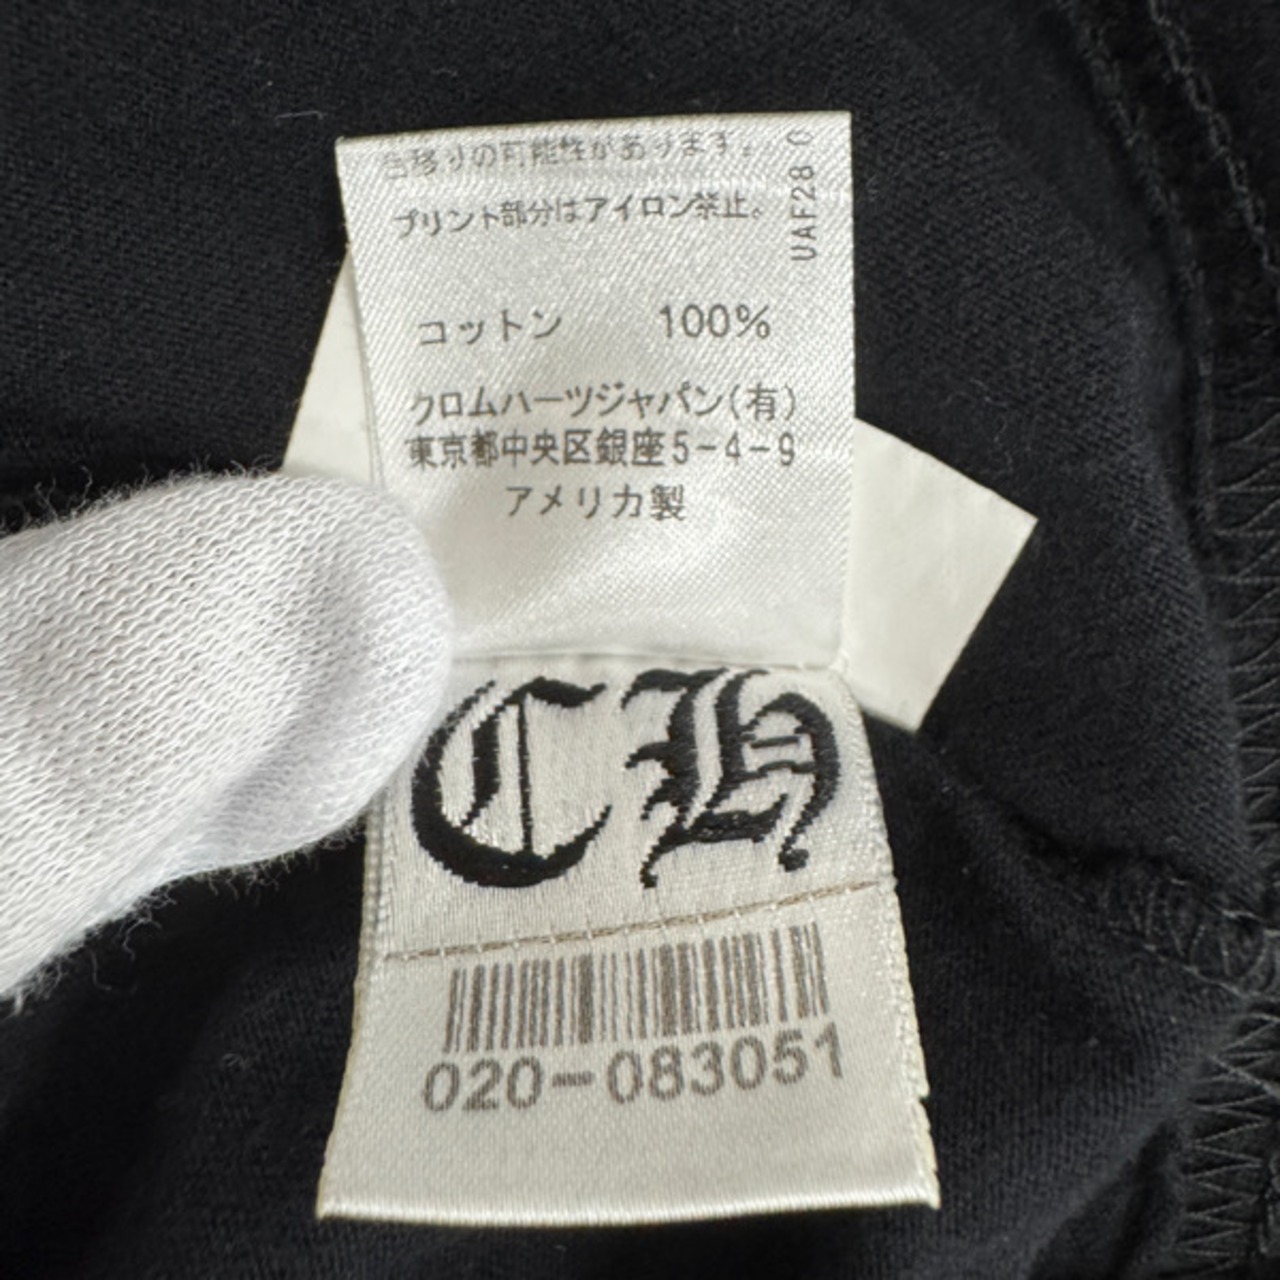 色移りの可能性があります。
プリント部分はアイロン禁止。
UAF28 C
コットン 100%
クロムハーツジャパン(有)
東京都中央区銀座5-4-9
アメリカ製
CH
020-083051